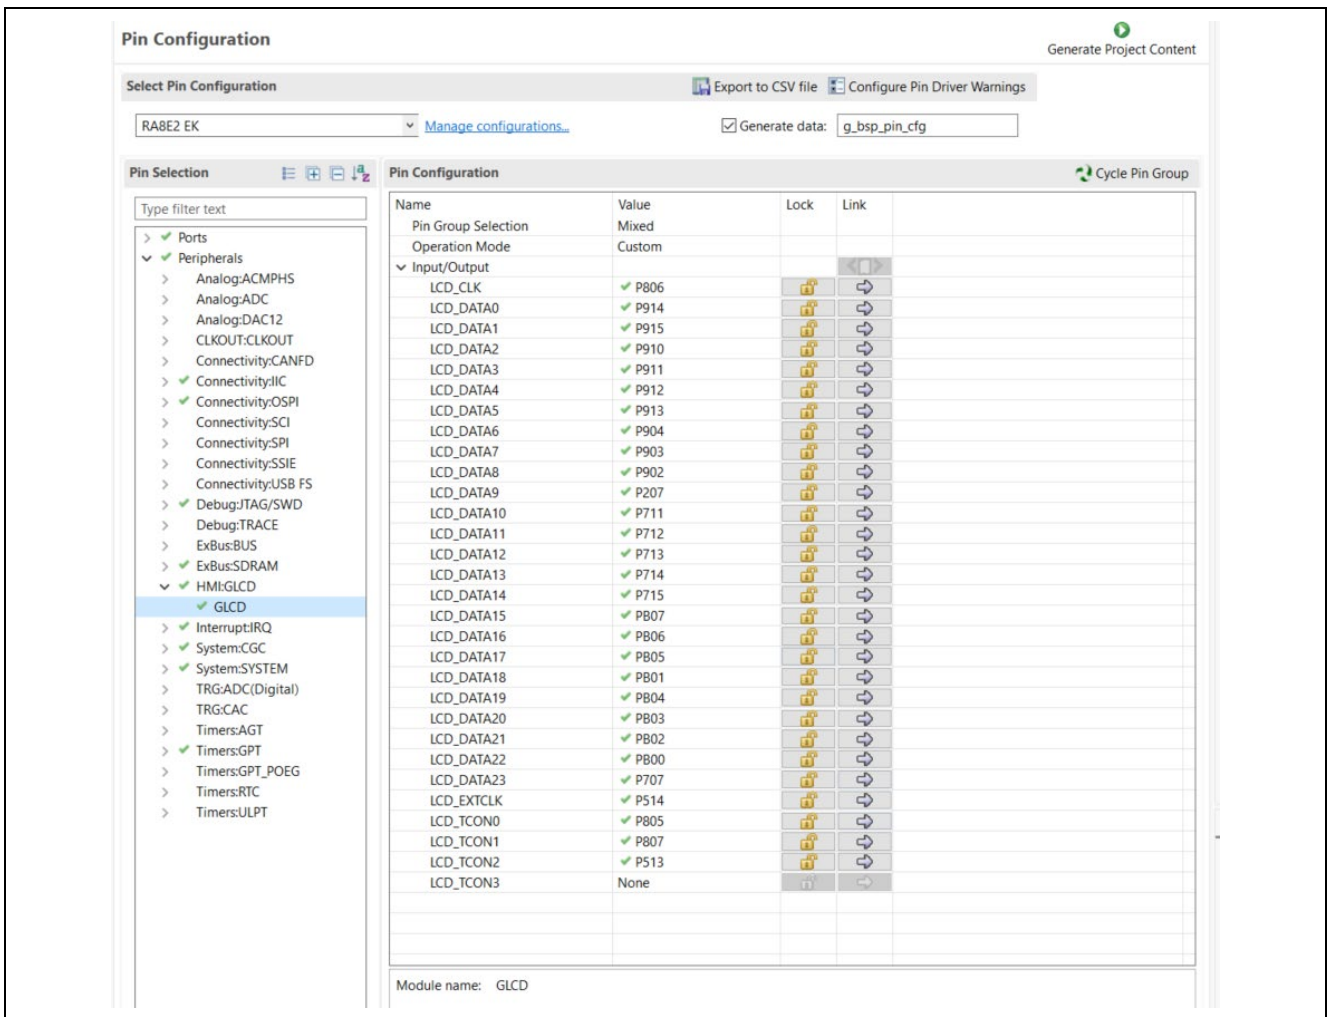 Pin Configuration
Generate Project Content
Select Pin Configuration
Export to CSV file Configure Pin Driver Warnings
RA8E2 EK Manage configurations... Generate data: g_bsp_pin_cfg
Pin Selection
Type filter text
Ports
Peripherals
Analog:ACMPHS
Analog:ADC
Analog:DAC12
CLKOUT:CLKOUT
Connectivity:CANFD
Connectivity:IIC
Connectivity:OSPI
Connectivity:SCI
Connectivity:SPI
Connectivity:SSIE
Connectivity:USB FS
Debug:JTAG/SWD
Debug:TRACE
ExBus:BUS
ExBus:SDRAM
HMI:GLCD
GLCD
Interrupt:IRQ
System:CGC
System:SYSTEM
TRG:ADC(Digital)
TRG:CAC
Timers:AGT
Timers:GPT
Timers:GPT_POEG
Timers:RTC
Timers:ULPT
Pin Configuration Cycle Pin Group
Name Value Lock Link
Pin Group Selection Mixed
Operation Mode Custom
Input/Output
LCD_CLK P806
LCD_DATA0 P914
LCD_DATA1 P915
LCD_DATA2 P910
LCD_DATA3 P911
LCD_DATA4 P912
LCD_DATA5 P913
LCD_DATA6 P904
LCD_DATA7 P903
LCD_DATA8 P902
LCD_DATA9 P207
LCD_DATA10 P711
LCD_DATA11 P712
LCD_DATA12 P713
LCD_DATA13 P714
LCD_DATA14 P715
LCD_DATA15 PB07
LCD_DATA16 PB06
LCD_DATA17 PB05
LCD_DATA18 PB01
LCD_DATA19 PB04
LCD_DATA20 PB03
LCD_DATA21 PB02
LCD_DATA22 PB00
LCD_DATA23 P707
LCD_EXTCLK P514
LCD_TCON0 P805
LCD_TCON1 P807
LCD_TCON2 P513
LCD_TCON3 None
Module name: GLCD